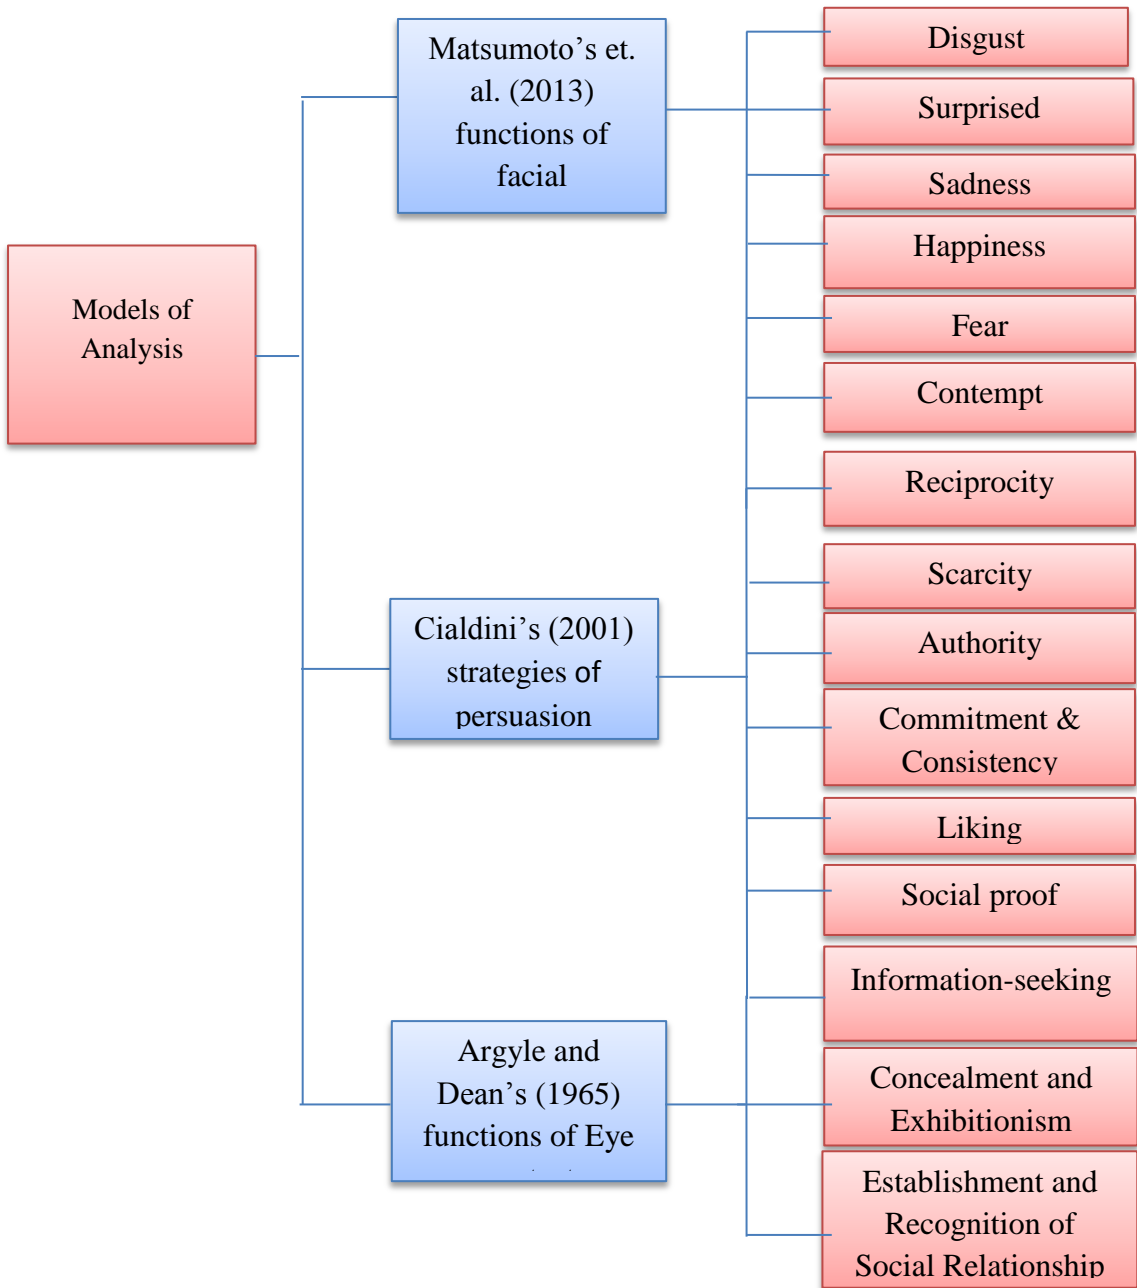 Models of
Analysis
Matsumoto’s et.
al. (2013)
functions of
facial
Cialdini’s (2001)
strategies of
persuasion
Argyle and
Dean’s (1965)
functions of Eye
Disgust
Surprised
Sadness
Happiness
Fear
Contempt
Reciprocity
Scarcity
Authority
Commitment &
Consistency
Liking
Social proof
Information-seeking
Concealment and
Exhibitionism
Establishment and
Recognition of
Social Relationship